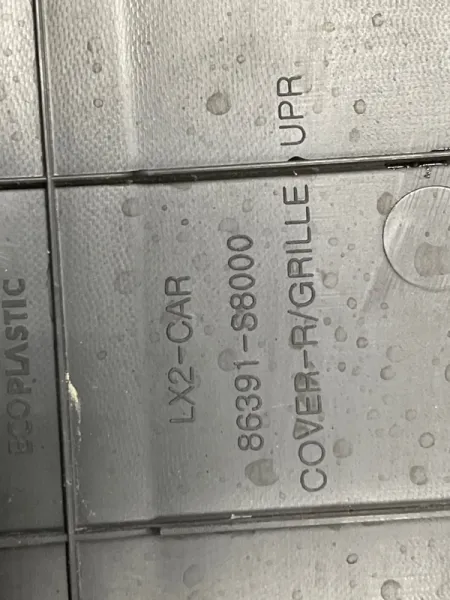 ECOPLASTIC
LX2-CAR
86391-S8000
COVER-R/GRILLE UPR